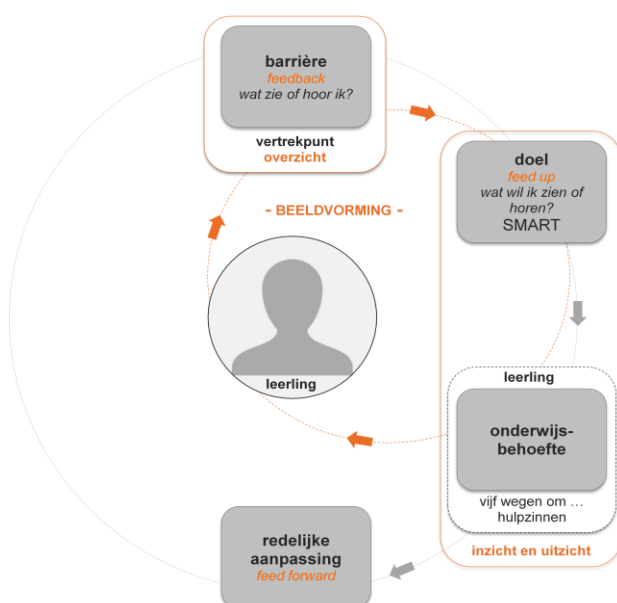 barrière
feedback
wat zie of hoor ik?
vertrekpunt
overzicht
doel
feed up
wat wil ik zien of
horen?
SMART
- BEELDVORMING -
leerling
leerling
onderwijs-
behoefte
vijf wegen om …
hulpzinnen
inzicht en uitzicht
redelijke
aanpassing
feed forward